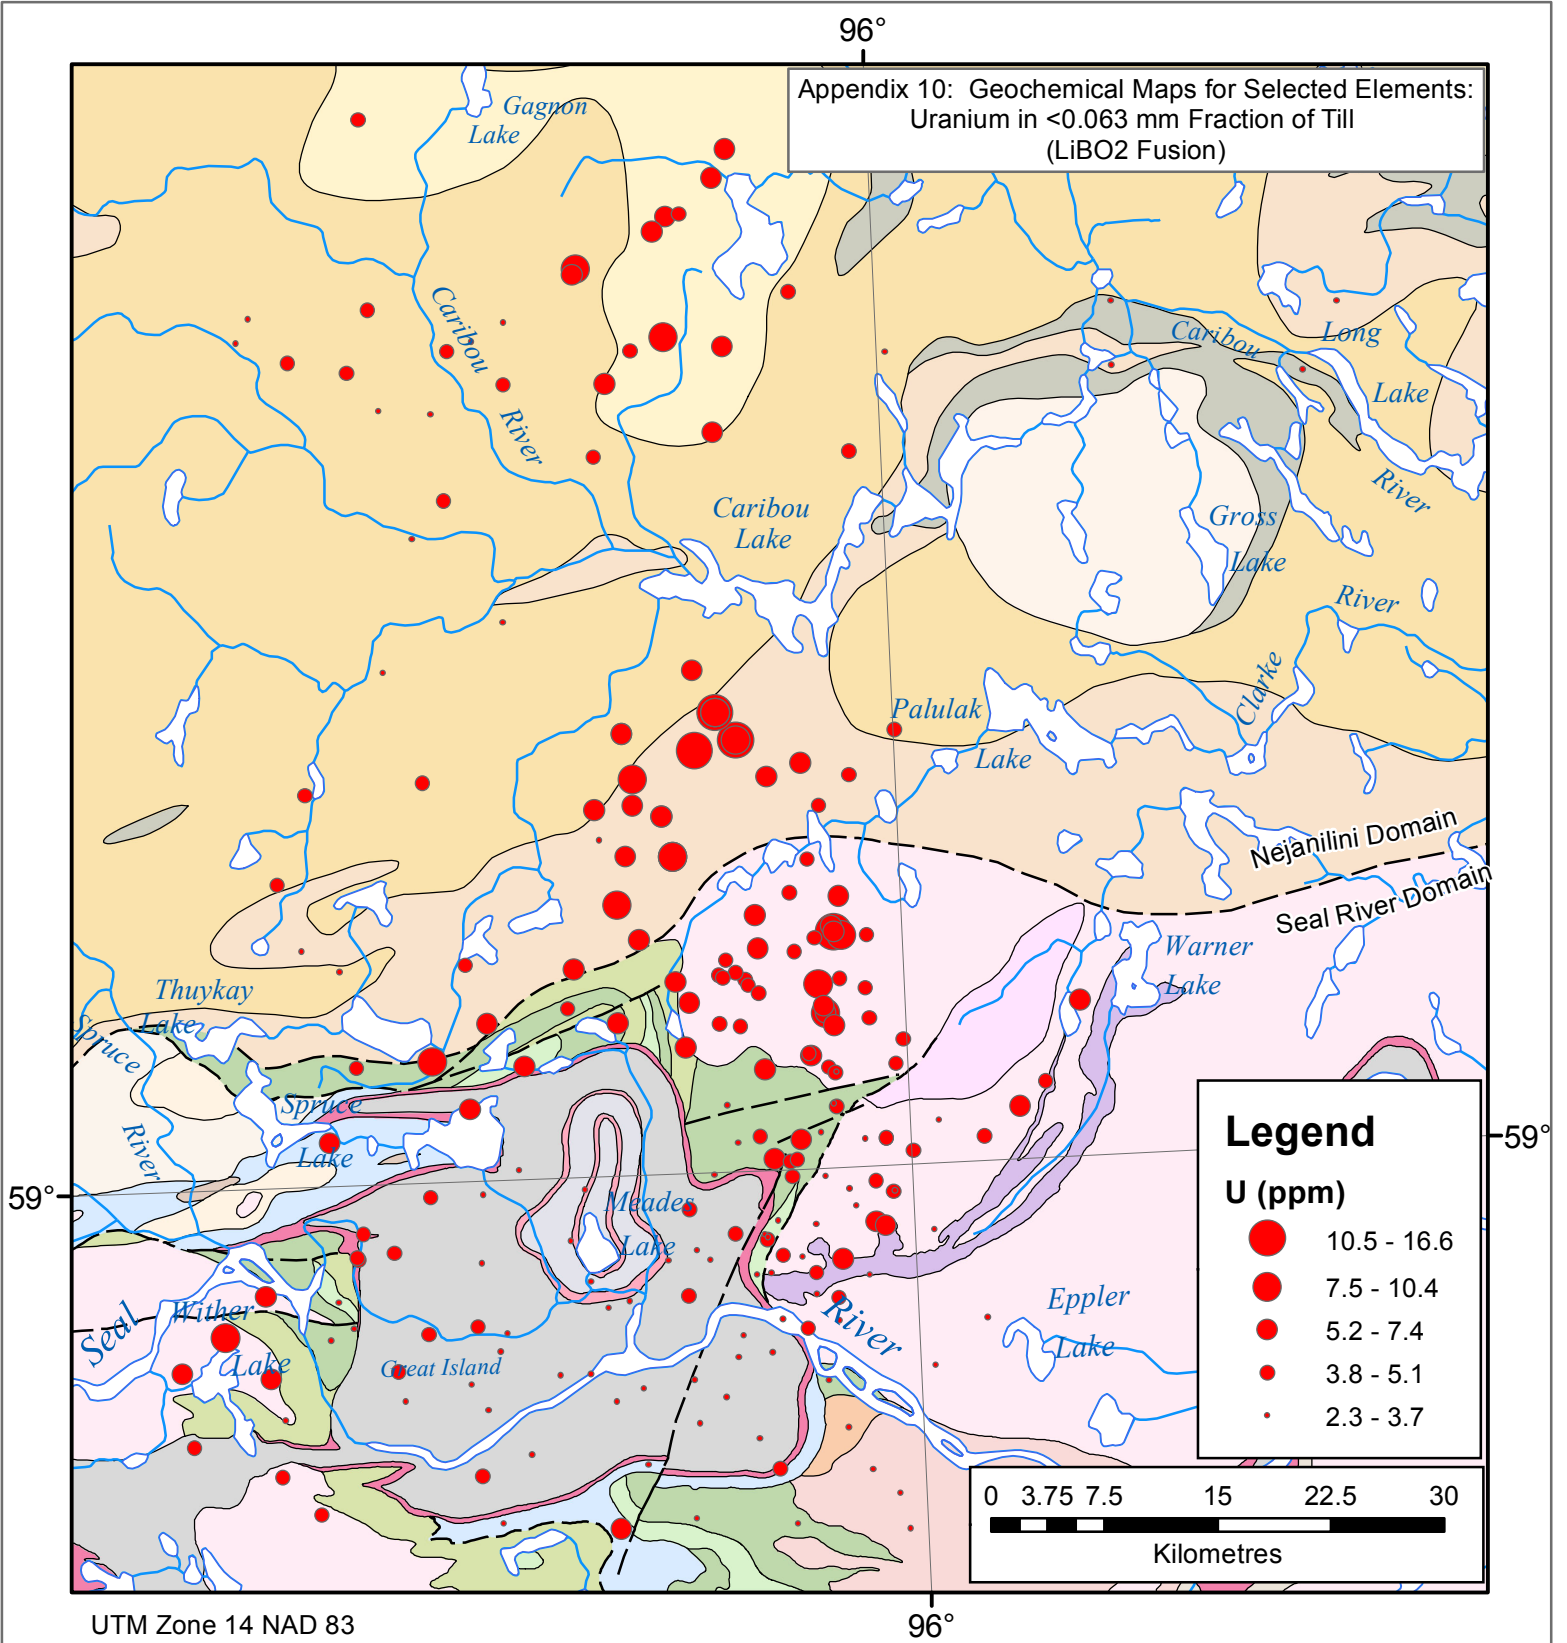 96°
Appendix 10: Geochemical Maps for Selected Elements:
Uranium in <0.063 mm Fraction of Till
(LiBO2 Fusion)
Gagnon
Lake
Caribou
River
Caribou
Long
Lake
River
Caribou
Lake
Gross
Lake
River
Clarke
Palulak
Lake
Nejanilini Domain
Seal River Domain
Warner
Lake
Thuykay
Lake
Spruce
River
Spruce
Lake
59°
59°
Meades
Lake
Seal
Wither
Lake
Great Island
River
Eppler
Lake
Legend
U (ppm)
10.5 - 16.6
7.5 - 10.4
5.2 - 7.4
3.8 - 5.1
2.3 - 3.7
0 3.75 7.5 15 22.5 30
Kilometres
UTM Zone 14 NAD 83
96°